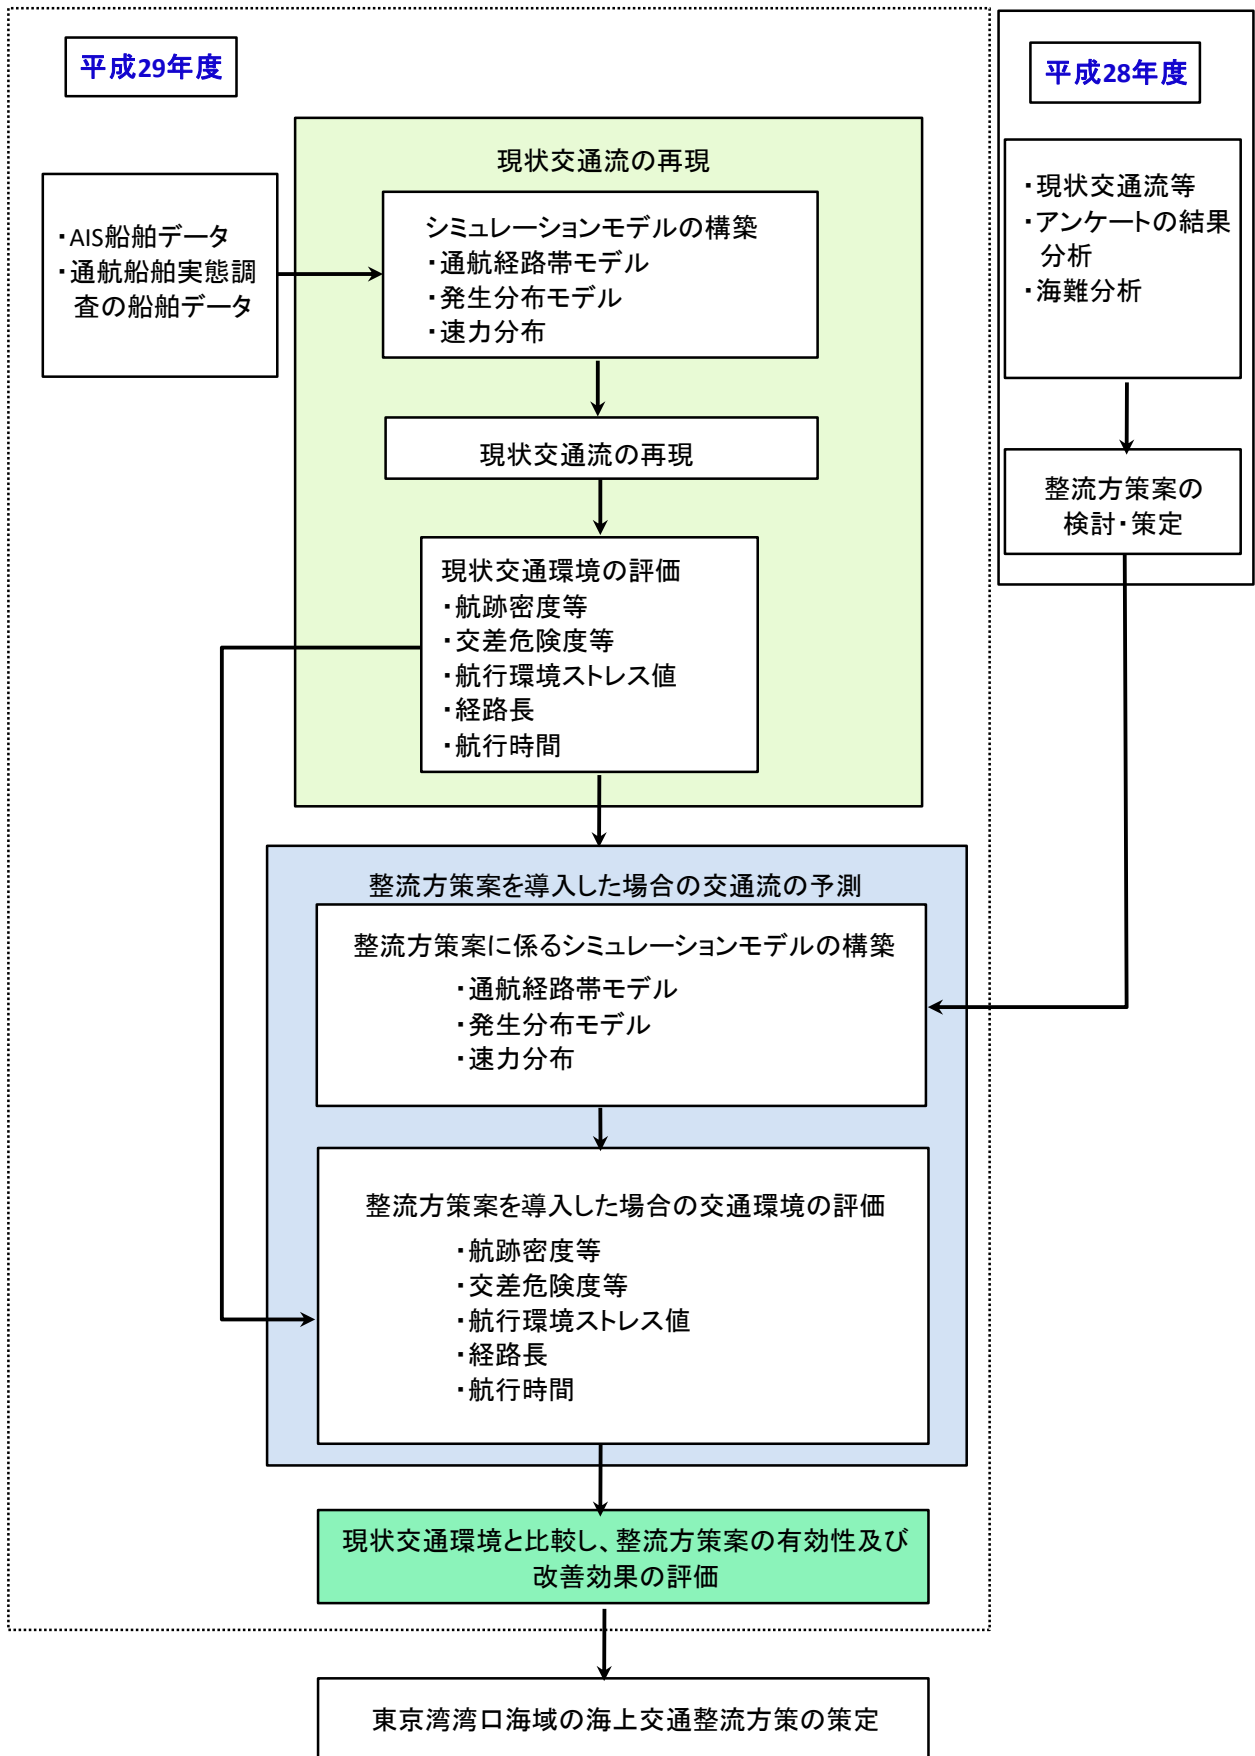 平成29年度
平成28年度
現状交通流の再現
・AIS船舶データ
・通航船舶実態調
査の船舶データ
シミュレーションモデルの構築
・通航経路帯モデル
・発生分布モデル
・速力分布
・現状交通流等
・アンケートの結果
分析
・海難分析
現状交通流の再現
整流方策案の
検討・策定
現状交通環境の評価
・航跡密度等
・交差危険度等
・航行環境ストレス値
・経路長
・航行時間
整流方策案を導入した場合の交通流の予測
整流方策案に係るシミュレーションモデルの構築
・通航経路帯モデル
・発生分布モデル
・速力分布
整流方策案を導入した場合の交通環境の評価
・航跡密度等
・交差危険度等
・航行環境ストレス値
・経路長
・航行時間
現状交通環境と比較し、整流方策案の有効性及び
改善効果の評価
東京湾湾口海域の海上交通整流方策の策定